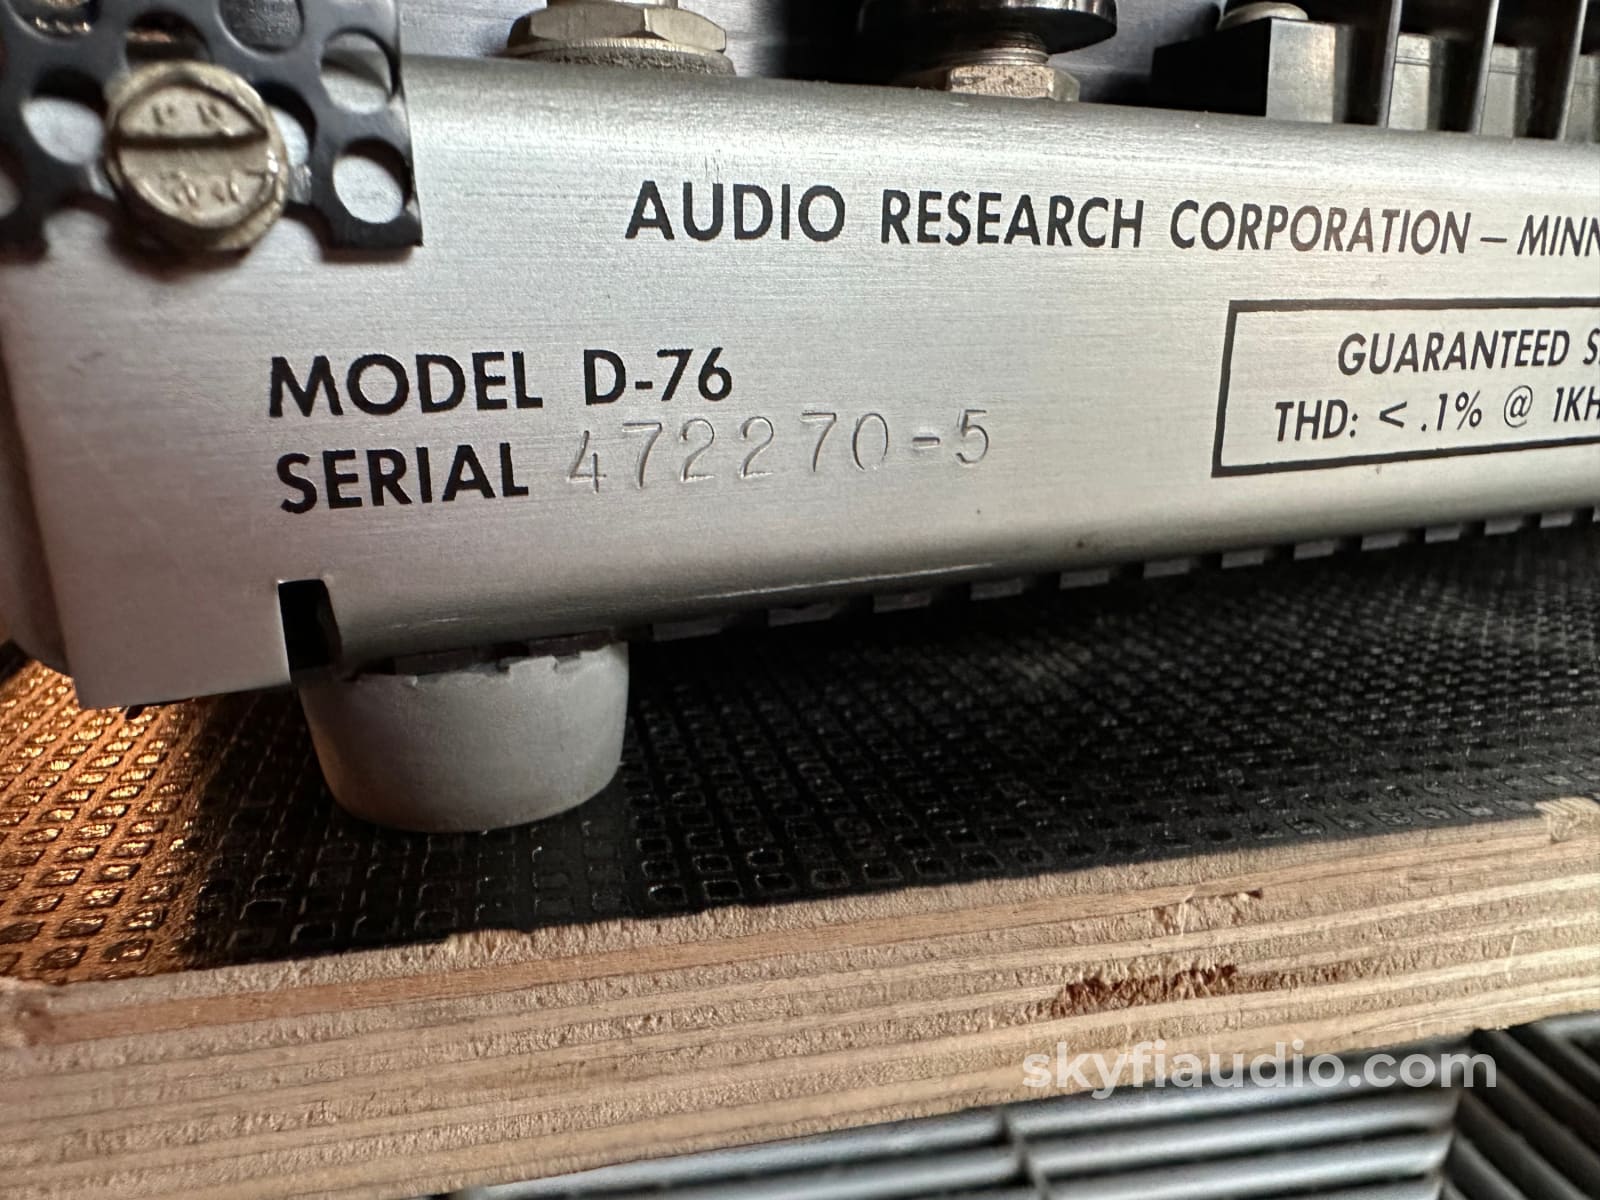 AUDIO RESEARCH CORPORATION – MINN
MODEL D-76
SERIAL 472270-5
GUARANTEED S
THD: < .1% @ 1KH
skyfiaudio.com